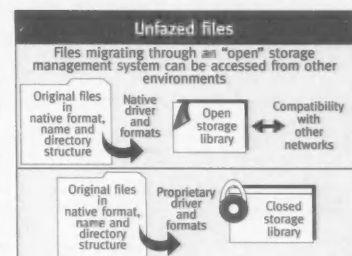 Unfazed files
Files migrating through an "open" storage
management system can be accessed from other
environments
Original files
in
native format,
name and
directory
structure
Native
driver
and
formats
Open
storage
library
Compatibility
with
other
networks
Original files
in
native format,
name and
directory
structure
Proprietary
driver
and
formats
Closed
storage
library